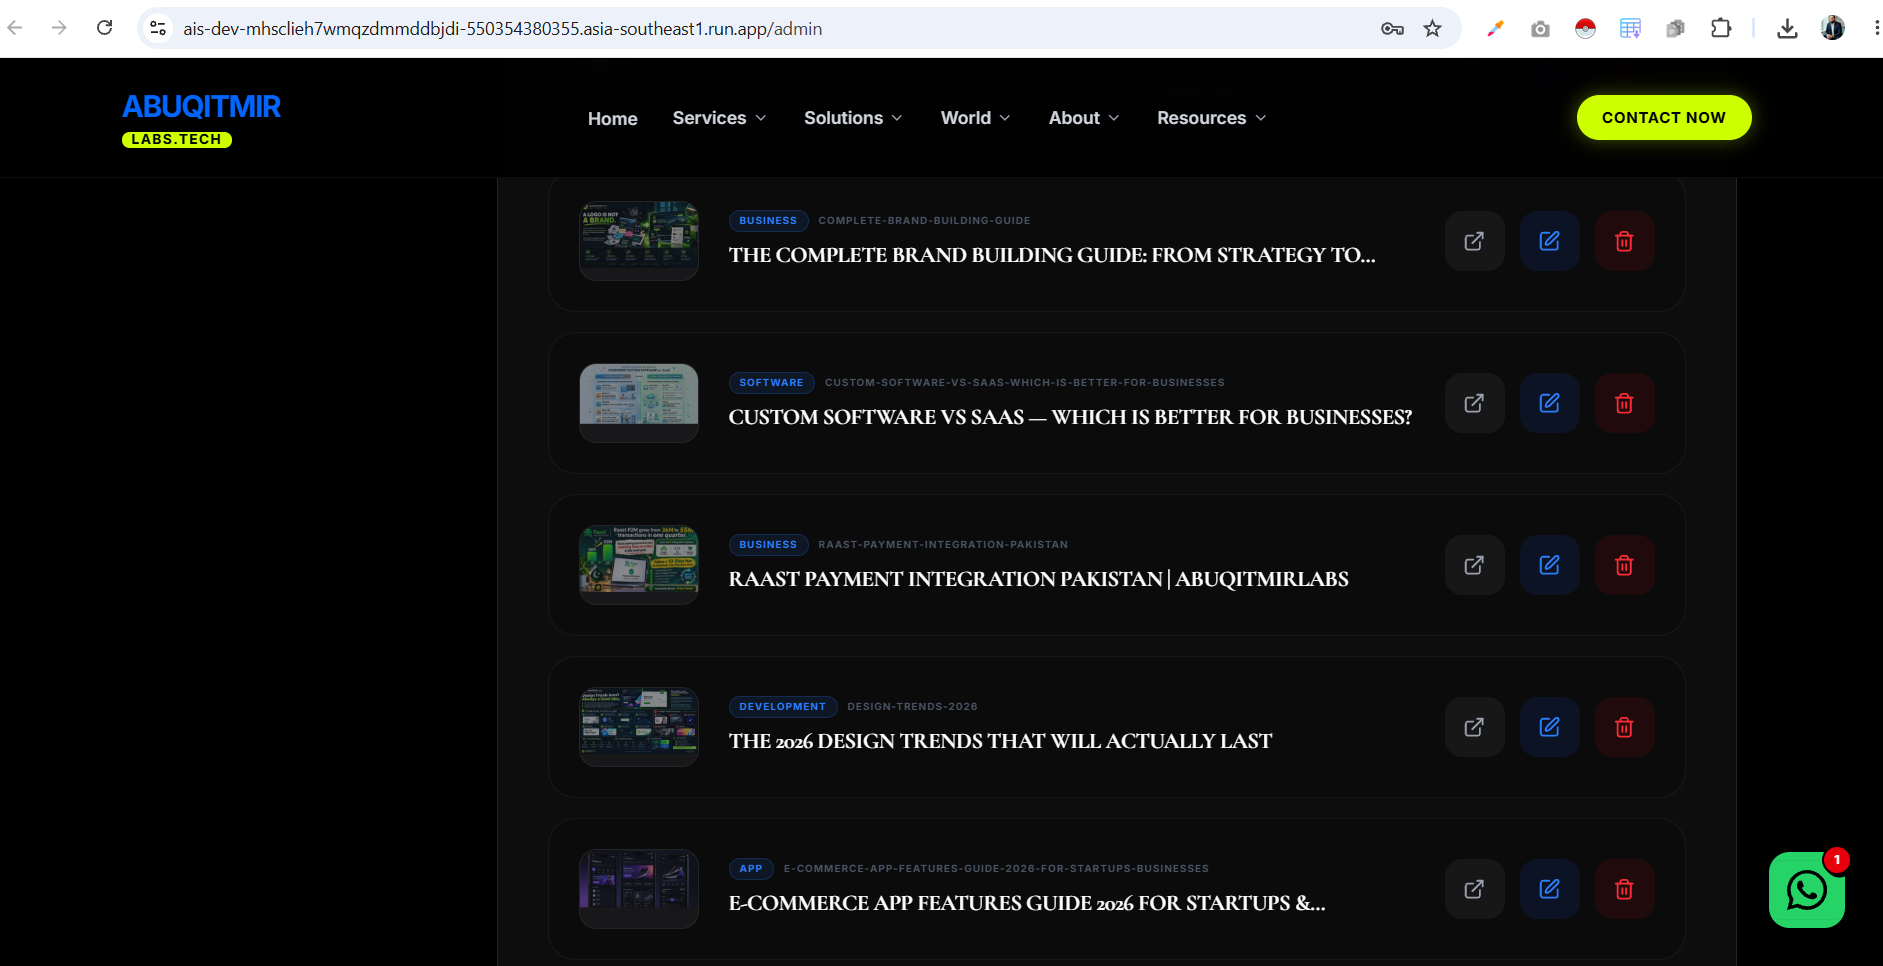 ais-dev-mhsclieh7wmqzdmmddbjdi-550354380355.asia-southeast1.run.app/admin
ABUQITMIR
LABS.TECH
Home
Services
Solutions
World
About
Resources
CONTACT NOW
A LOGO IS NOT
A BRAND.
BUSINESS COMPLETE-BRAND-BUILDING-GUIDE
THE COMPLETE BRAND BUILDING GUIDE: FROM STRATEGY TO...
SOFTWARE CUSTOM-SOFTWARE-VS-SAAS-WHICH-IS-BETTER-FOR-BUSINESSES
CUSTOM SOFTWARE VS SAAS — WHICH IS BETTER FOR BUSINESSES?
BUSINESS RAAST-PAYMENT-INTEGRATION-PAKISTAN
RAAST PAYMENT INTEGRATION PAKISTAN | ABUQITMIRLABS
DEVELOPMENT DESIGN-TRENDS-2026
THE 2026 DESIGN TRENDS THAT WILL ACTUALLY LAST
APP E-COMMERCE-APP-FEATURES-GUIDE-2026-FOR-STARTUPS-BUSINESSES
E-COMMERCE APP FEATURES GUIDE 2026 FOR STARTUPS &...
1